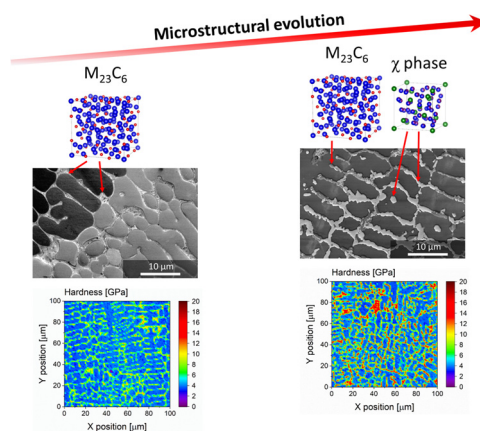 Microstructural evolution
M₂₃C₆
M₂₃C₆
χ phase
10 µm
10 µm
Hardness [GPa]
100
80
60
40
20
0
0 20 40 60 80 100
Y position [µm]
X position [µm]
20
18
16
14
12
10
8
6
4
2
0
Hardness [GPa]
100
80
60
40
20
0
0 20 40 60 80 100
Y position [µm]
X position [µm]
20
18
16
14
12
10
8
6
4
2
0